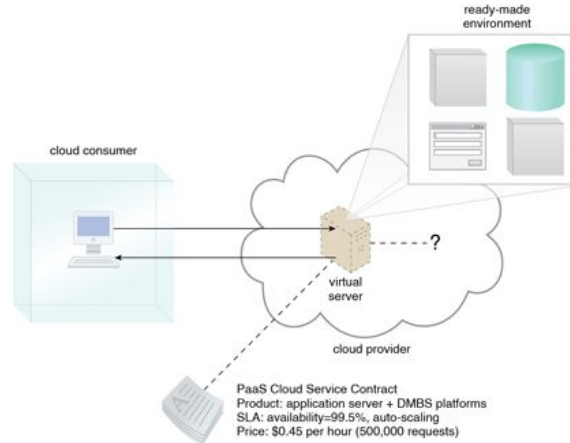 ready-made
environment
cloud consumer
?
virtual
server
cloud provider
PaaS Cloud Service Contract
Product: application server + DMBS platforms
SLA: availability=99.5%, auto-scaling
Price: $0.45 per hour (500,000 requests)